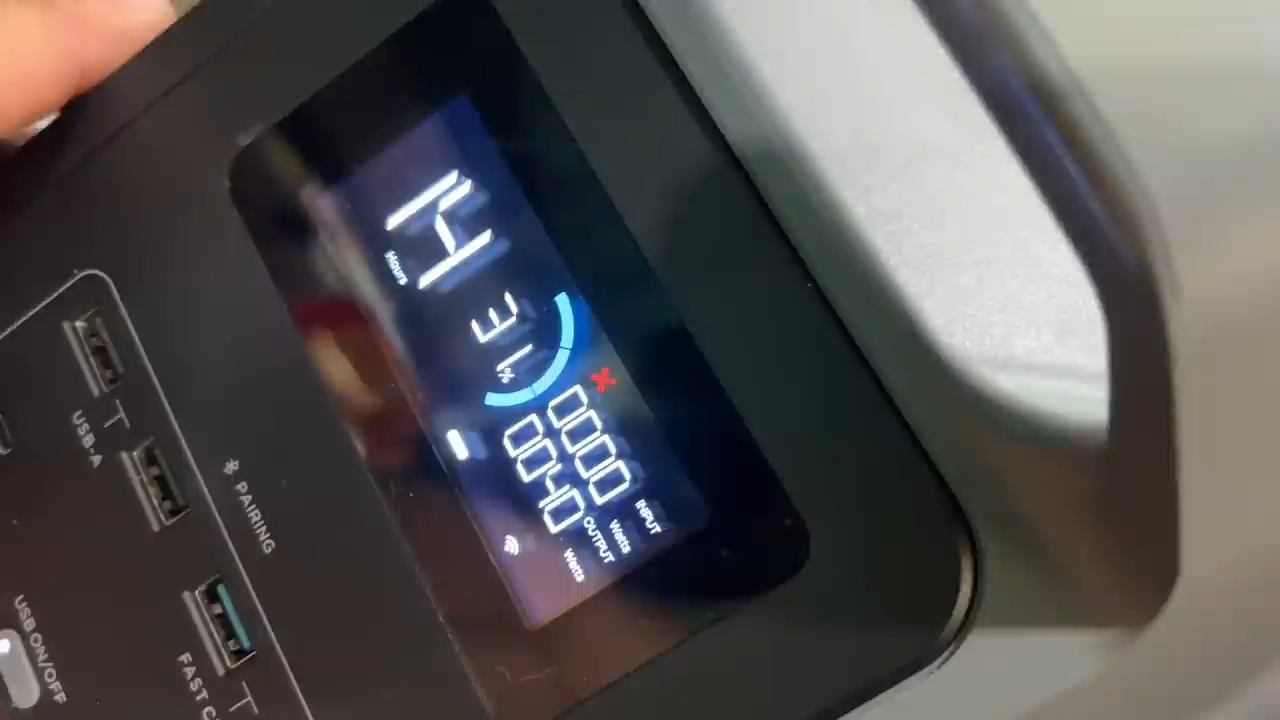 14
Hours
31%
0000
INPUT
Watts
0040
OUTPUT
Watts
PAIRING
USB-A
FAST C
USB ON/OFF